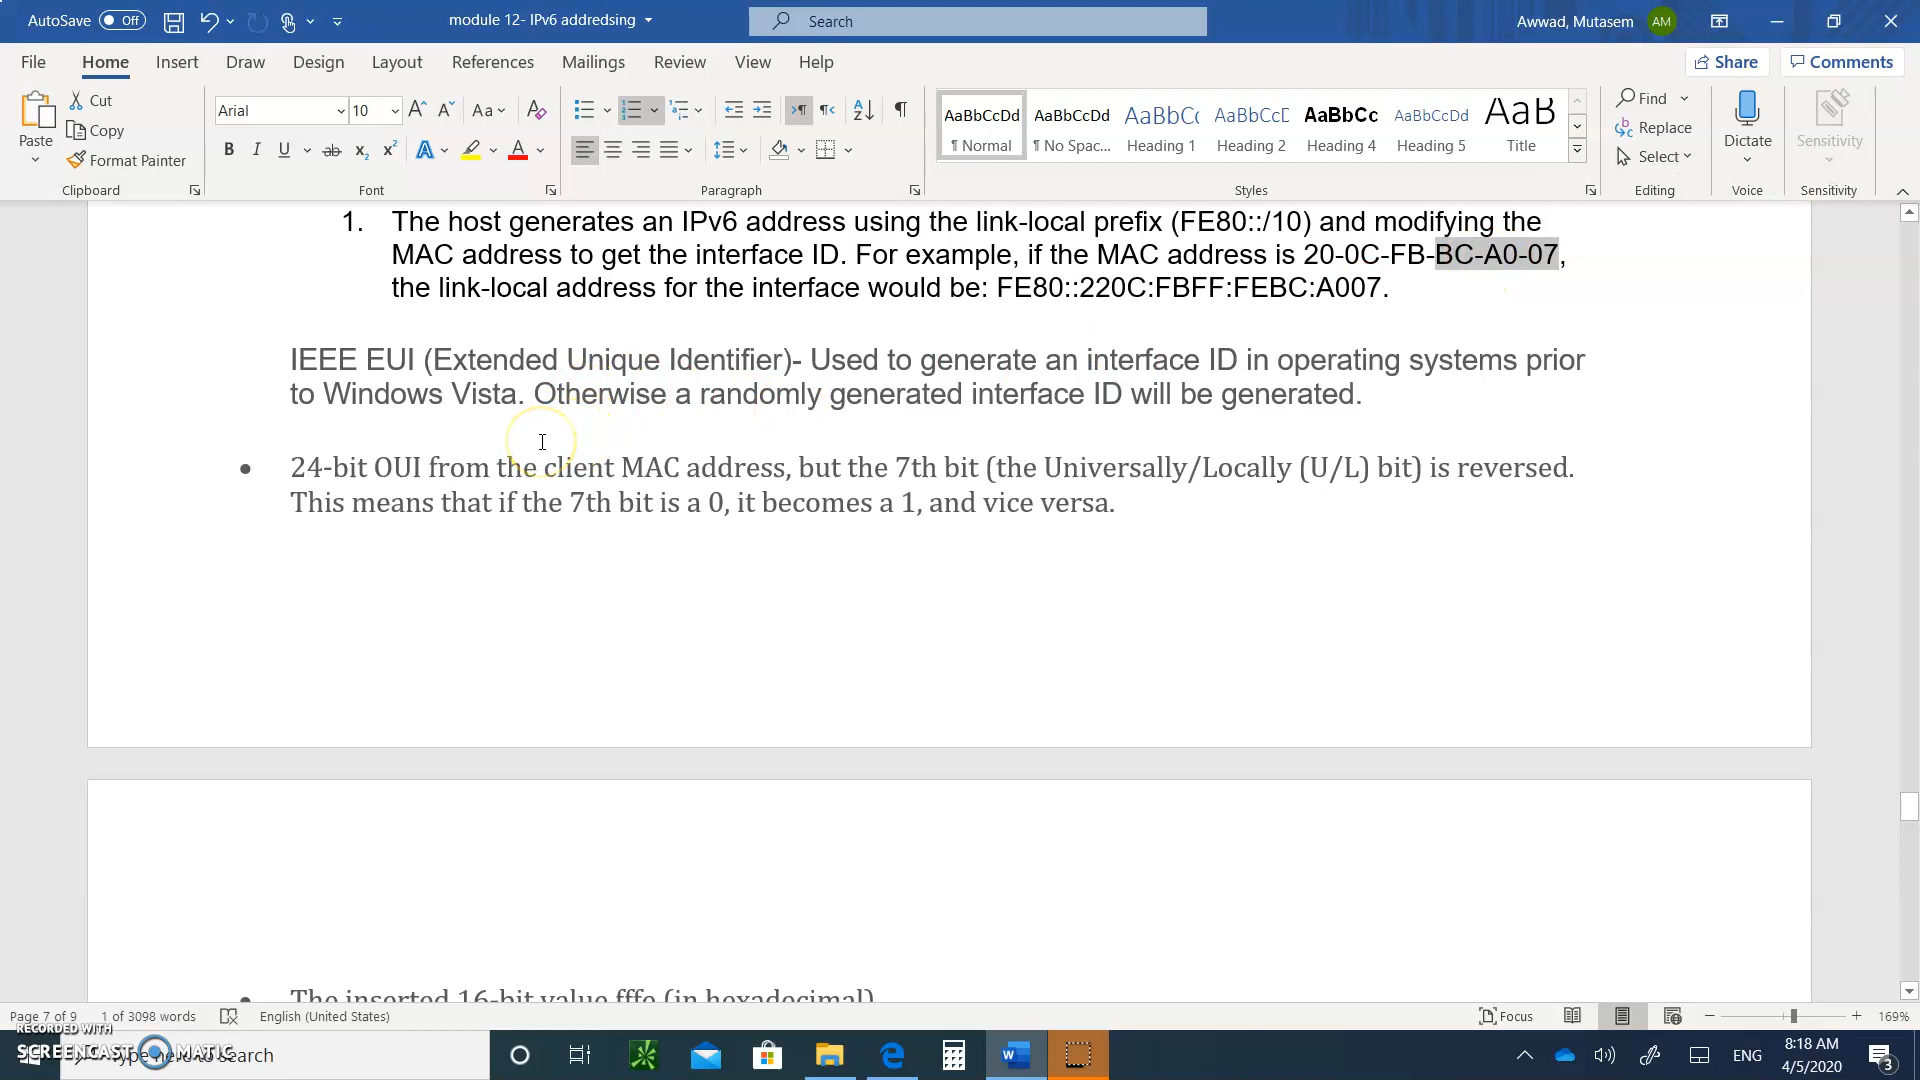 AutoSave Off
module 12- IPv6 addredsing
Search
Awwad, Mutasem AM
File Home Insert Draw Design Layout References Mailings Review View Help
Share Comments
Paste
Cut
Copy
Format Painter
Clipboard
Arial 10
Font
Paragraph
AaBbCcDd AaBbCcDd AaBbCc AaBbCcD AaBbCc AaBbCcDd AaB
¶ Normal ¶ No Spac... Heading 1 Heading 2 Heading 4 Heading 5 Title
Styles
Find
Replace
Select
Editing
Dictate
Voice
Sensitivity
Sensitivity
1. The host generates an IPv6 address using the link-local prefix (FE80::/10) and modifying the
MAC address to get the interface ID. For example, if the MAC address is 20-0C-FB-BC-A0-07,
the link-local address for the interface would be: FE80::220C:FBFF:FEBC:A007.
IEEE EUI (Extended Unique Identifier)- Used to generate an interface ID in operating systems prior
to Windows Vista. Otherwise a randomly generated interface ID will be generated.
• 24-bit OUI from the client MAC address, but the 7th bit (the Universally/Locally (U/L) bit) is reversed.
This means that if the 7th bit is a 0, it becomes a 1, and vice versa.
• The inserted 16-bit value fffe (in hexadecimal)
Page 7 of 9 1 of 3098 words English (United States)
Focus
169%
RECORDED WITH
SCREENCAST MATIC
Type here to search
ENG
8:18 AM
4/5/2020
3